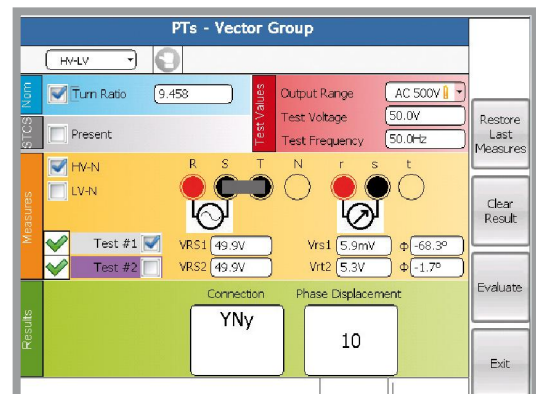 PTs - Vector Group
HV-LV
Nom
Turn Ratio 9.458
Test Values
Output Range AC 500V
Test Voltage 50.0V
Test Frequency 50.0Hz
STCS
Present
Restore
Last
Measures
Measures
HV-N
LV-N
R S T N r s t
Test #1 VRS1 49.9V Vrs1 5.9mV Φ -68.3º
Test #2 VRS2 49.9V Vrt2 5.3V Φ -1.7º
Clear
Result
Results
Connection Phase Displacement
YNy 10
Evaluate
Exit